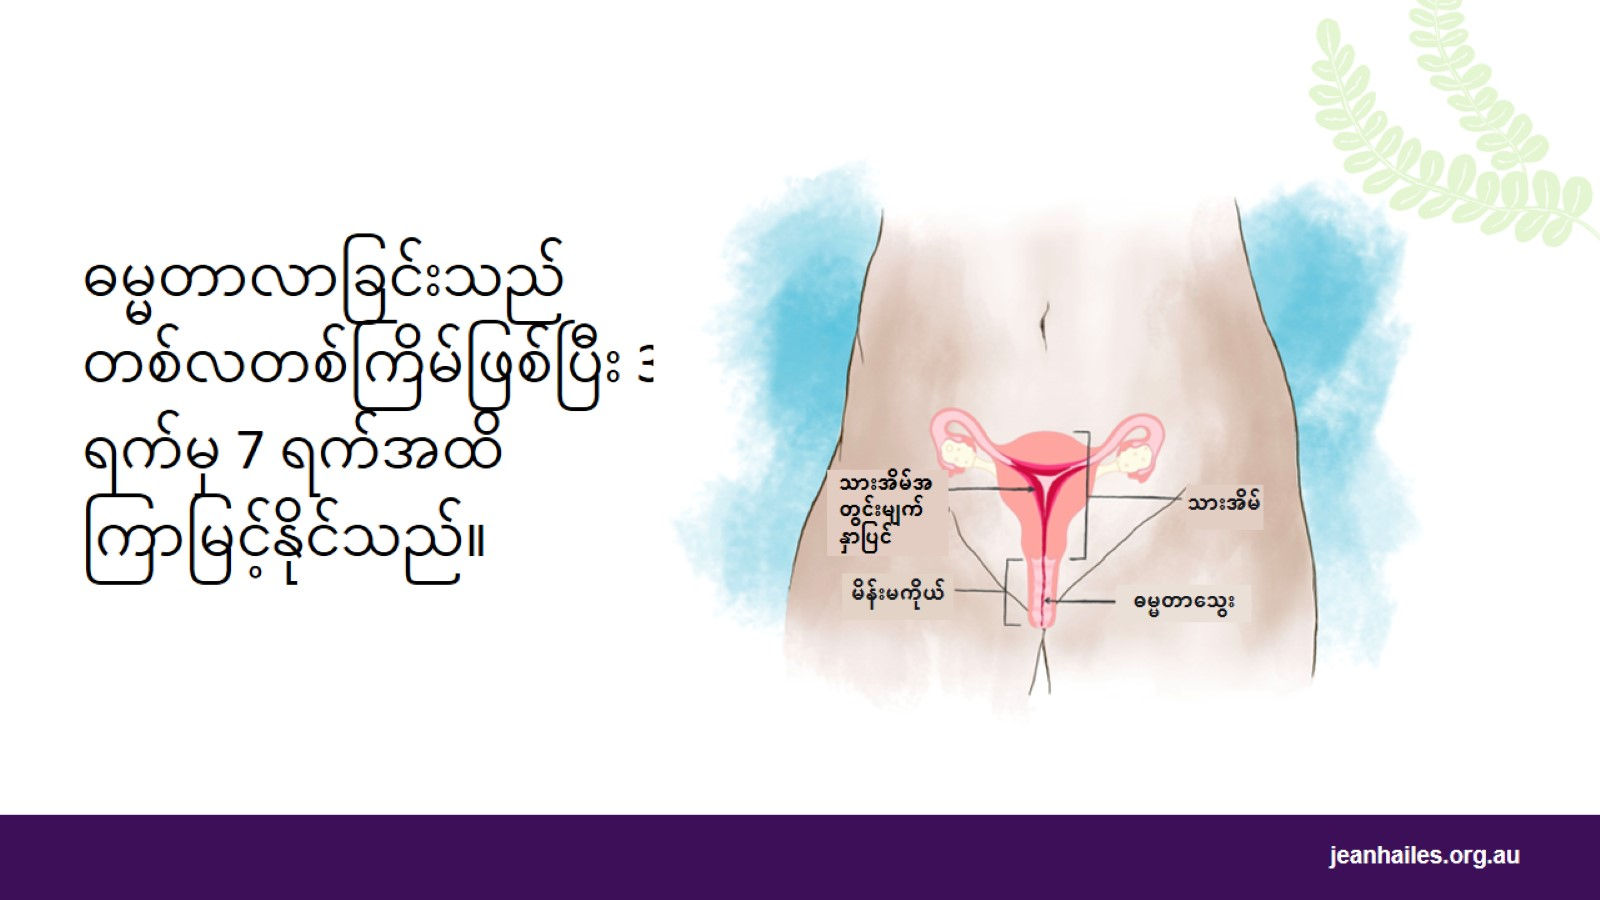 ဓမ္မတာလာခြင်းသည်
တစ်လတစ်ကြိမ်ဖြစ်ပြီး
ရက်မှ 7 ရက်အထိ
ကြာမြင့်နိုင်သည်။
သားအိမ်အ
တွင်းမျက်
နှာပြင်
သားအိမ်
မိန်းမကိုယ်
ဓမ္မတာသွေး
jeanhailes.org.au